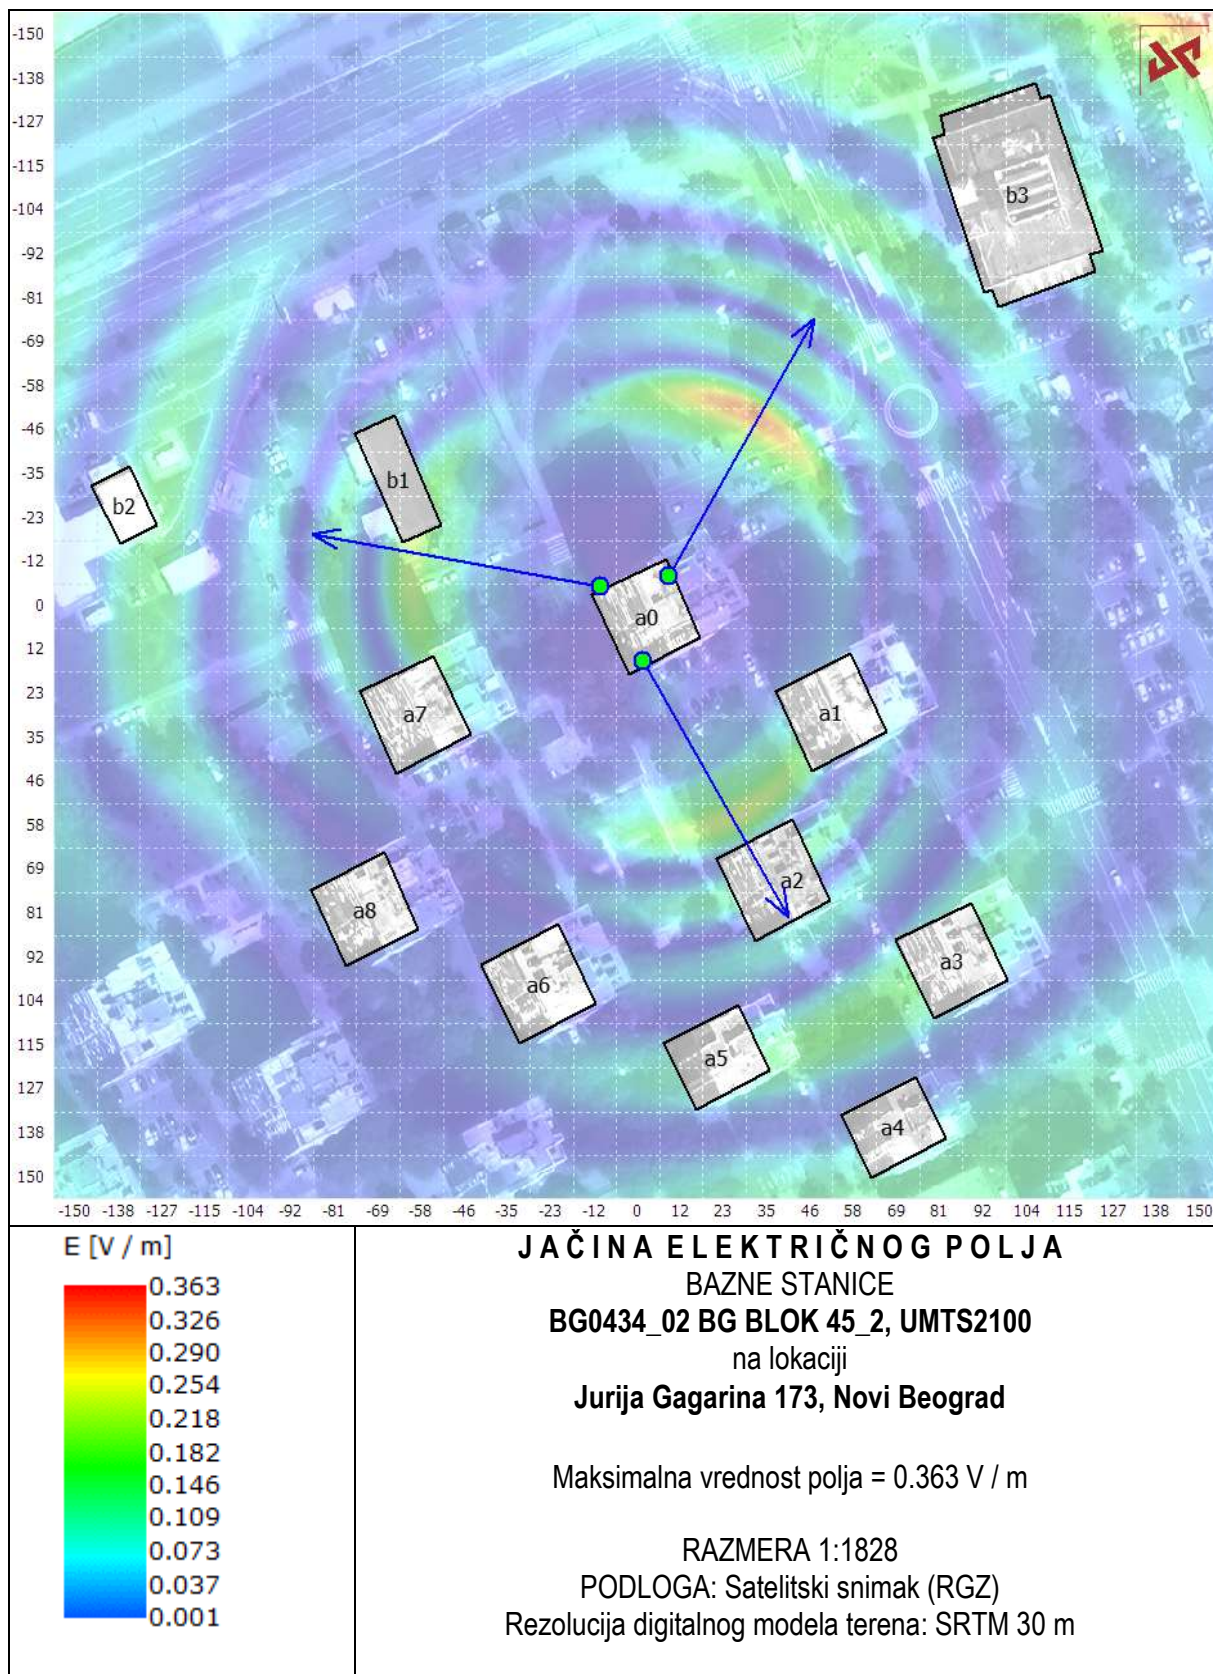 -150
-138
-127
-115
-104
-92
-81
-69
-58
-46
-35
-23
-12
0
12
23
35
46
58
69
81
92
104
115
127
138
150
b3
b1
b2
a0
a7
a1
a2
a8
a3
a6
a5
a4
-150 -138 -127 -115 -104 -92 -81 -69 -58 -46 -35 -23 -12 0 12 23 35 46 58 69 81 92 104 115 127 138 150
E [V / m]
0.363
0.326
0.290
0.254
0.218
0.182
0.146
0.109
0.073
0.037
0.001
JAČINA ELEKTRIČNOG POLJA
BAZNE STANICE
BG0434_02 BG BLOK 45_2, UMTS2100
na lokaciji
Jurija Gagarina 173, Novi Beograd
Maksimalna vrednost polja = 0.363 V / m
RAZMERA 1:1828
PODLOGA: Satelitski snimak (RGZ)
Rezolucija digitalnog modela terena: SRTM 30 m